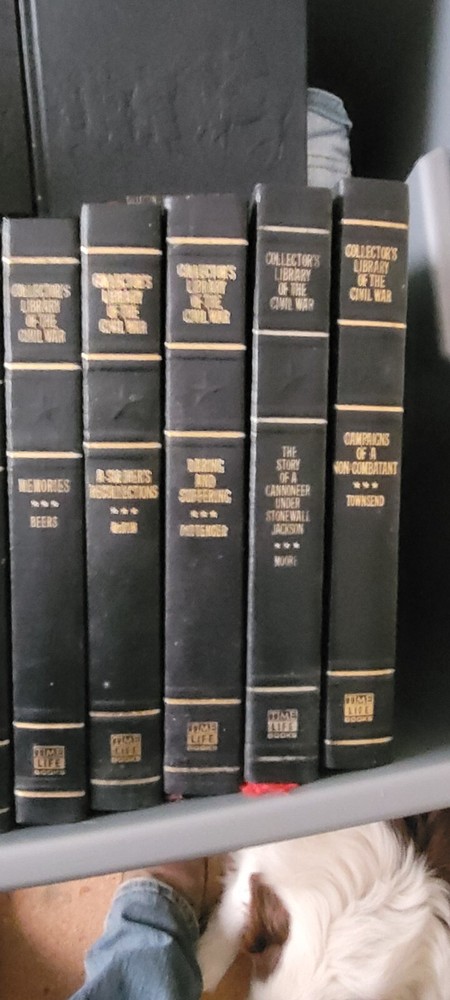 COLLECTOR'S
LIBRARY
OF THE
CIVIL WAR
MEMORIES
BEERS
TIME
LIFE
BOOKS
COLLECTOR'S
LIBRARY
OF THE
CIVIL WAR
A SOLDIER'S
RECOLLECTIONS
TIME
LIFE
BOOKS
COLLECTOR'S
LIBRARY
OF THE
CIVIL WAR
DARING
AND
SUFFERING
PITTENGER
TIME
LIFE
BOOKS
COLLECTOR'S
LIBRARY
OF THE
CIVIL WAR
THE
STORY
OF A
CANNONEER
UNDER
STONEWALL
JACKSON
MOORE
TIME
LIFE
BOOKS
COLLECTOR'S
LIBRARY
OF THE
CIVIL WAR
CAMPAIGNS
OF A
NON-COMBATANT
TOWNSEND
TIME
LIFE
BOOKS